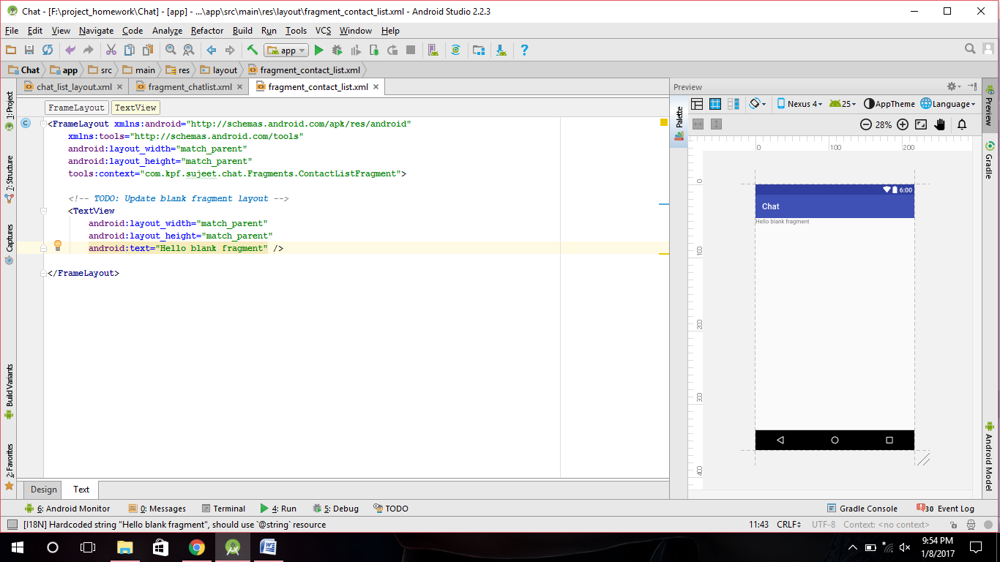 Chat - [F:\project_homework\Chat] - [app] - ...\app\src\main\res\layout\fragment_contact_list.xml - Android Studio 2.2.3
File Edit View Navigate Code Analyze Refactor Build Run Tools VCS Window Help
app
Chat app src main res layout fragment_contact_list.xml
chat_list_layout.xml fragment_chatlist.xml fragment_contact_list.xml
FrameLayout TextView
<FrameLayout xmlns:android="http://schemas.android.com/apk/res/android"
xmlns:tools="http://schemas.android.com/tools"
android:layout_width="match_parent"
android:layout_height="match_parent"
tools:context="com.kpf.sujeet.chat.Fragments.ContactListFragment">
<!-- TODO: Update blank fragment layout -->
<TextView
android:layout_width="match_parent"
android:layout_height="match_parent"
android:text="Hello blank fragment" />
</FrameLayout>
Design Text
1: Project
7: Structure
Captures
Build Variants
2: Favorites
Preview
Palette
Nexus 4 25 AppTheme Language
28%
0 100 200
0
100
200
300
400
6:00
Chat
Hello blank fragment
Preview
Gradle
Android Model
6: Android Monitor 0: Messages Terminal 4: Run 5: Debug TODO 30 Event Log Gradle Console
[I18N] Hardcoded string "Hello blank fragment", should use `@string` resource
11:43 CRLF UTF-8 Context: <no context>
9:54 PM
1/8/2017